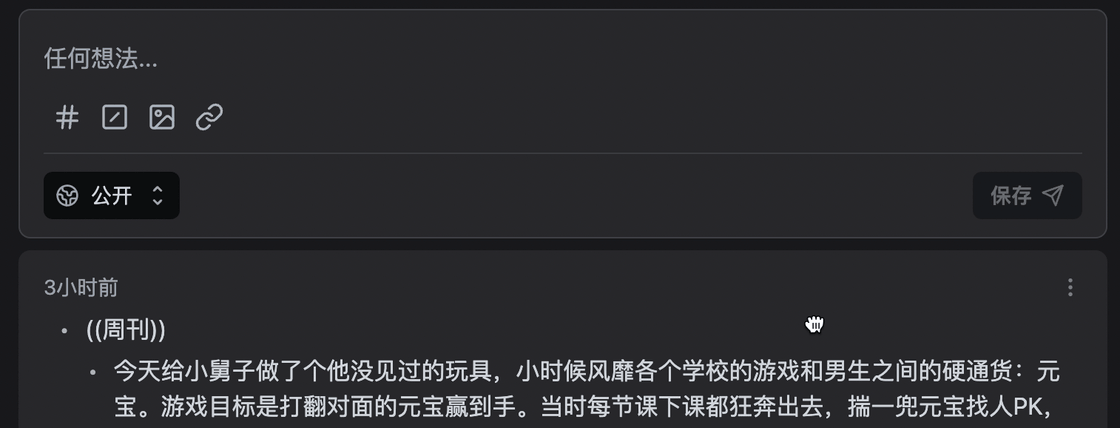 任何想法...
公开
保存
3小时前
((周刊))
今天给小舅子做了个他没见过的玩具，小时候风靡各个学校的游戏和男生之间的硬通货：元
宝。游戏目标是打翻对面的元宝赢到手。当时每节课下课都狂奔出去，揣一兜元宝找人PK，